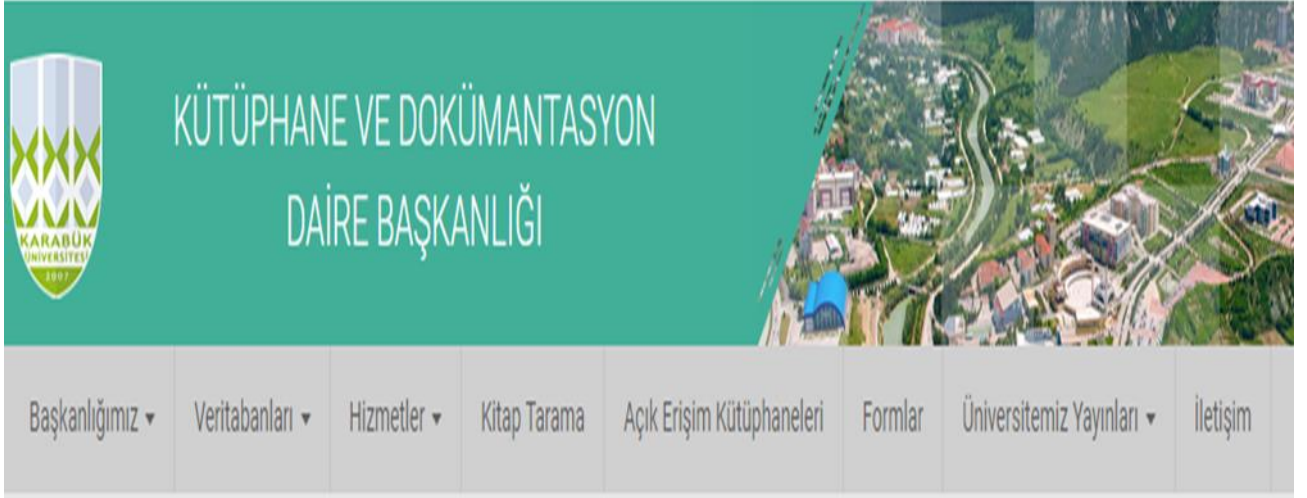 KÜTÜPHANE VE DOKÜMANTASYON
DAİRE BAŞKANLIĞI
KARABÜK
ÜNİVERSİTESİ
2007
Başkanlığımız Veritabanları Hizmetler Kitap Tarama Açık Erişim Kütüphaneleri Formlar Üniversitemiz Yayınları İletişim